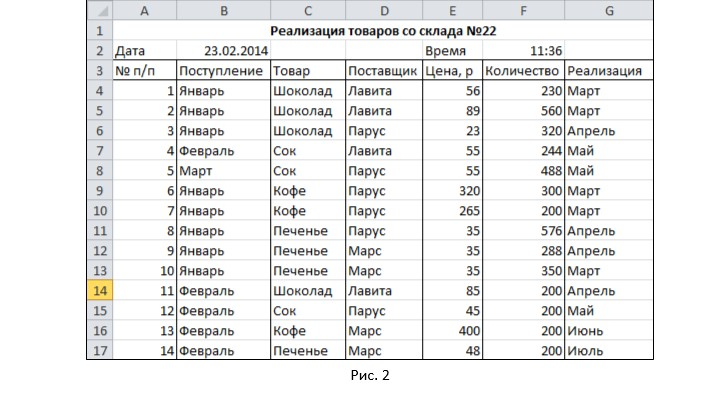 A B C D E F G
1 Реализация товаров со склада №22
2 Дата 23.02.2014 Время 11:36
3 № п/п Поступление Товар Поставщик Цена, р Количество Реализация
4 1 Январь Шоколад Лавита 56 230 Март
5 2 Январь Шоколад Лавита 89 560 Март
6 3 Январь Шоколад Парус 23 320 Апрель
7 4 Февраль Сок Лавита 55 244 Май
8 5 Март Сок Парус 55 488 Май
9 6 Январь Кофе Парус 320 300 Март
10 7 Январь Кофе Парус 265 200 Март
11 8 Январь Печенье Парус 35 576 Апрель
12 9 Январь Печенье Марс 35 288 Апрель
13 10 Январь Печенье Марс 35 350 Март
14 11 Февраль Шоколад Лавита 85 200 Апрель
15 12 Февраль Сок Парус 45 200 Май
16 13 Февраль Кофе Марс 400 200 Июнь
17 14 Февраль Печенье Марс 48 200 Июль
Рис. 2